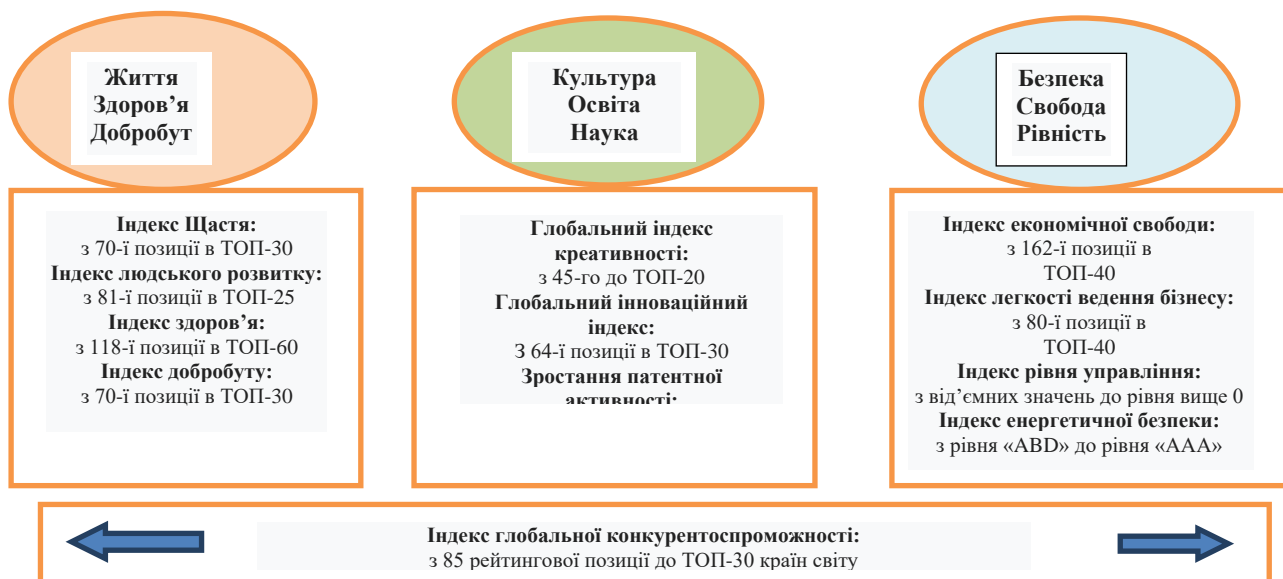 Життя
Здоров’я
Добробут
Індекс Щастя:
з 70-ї позиції в ТОП-30
Індекс людського розвитку:
з 81-ї позиції в ТОП-25
Індекс здоров’я:
з 118-ї позиції в ТОП-60
Індекс добробуту:
з 70-ї позиції в ТОП-30
Культура
Освіта
Наука
Глобальний індекс
креативності:
з 45-го до ТОП-20
Глобальний інноваційний
індекс:
З 64-ї позиції в ТОП-30
Зростання патентної
активності:
Безпека
Свобода
Рівність
Індекс економічної свободи:
з 162-ї позиції в
ТОП-40
Індекс легкості ведення бізнесу:
з 80-ї позиції в
ТОП-40
Індекс рівня управління:
з від’ємних значень до рівня вище 0
Індекс енергетичної безпеки:
з рівня «ABD» до рівня «AAA»
Індекс глобальної конкурентоспроможності:
з 85 рейтингової позиції до ТОП-30 країн світу